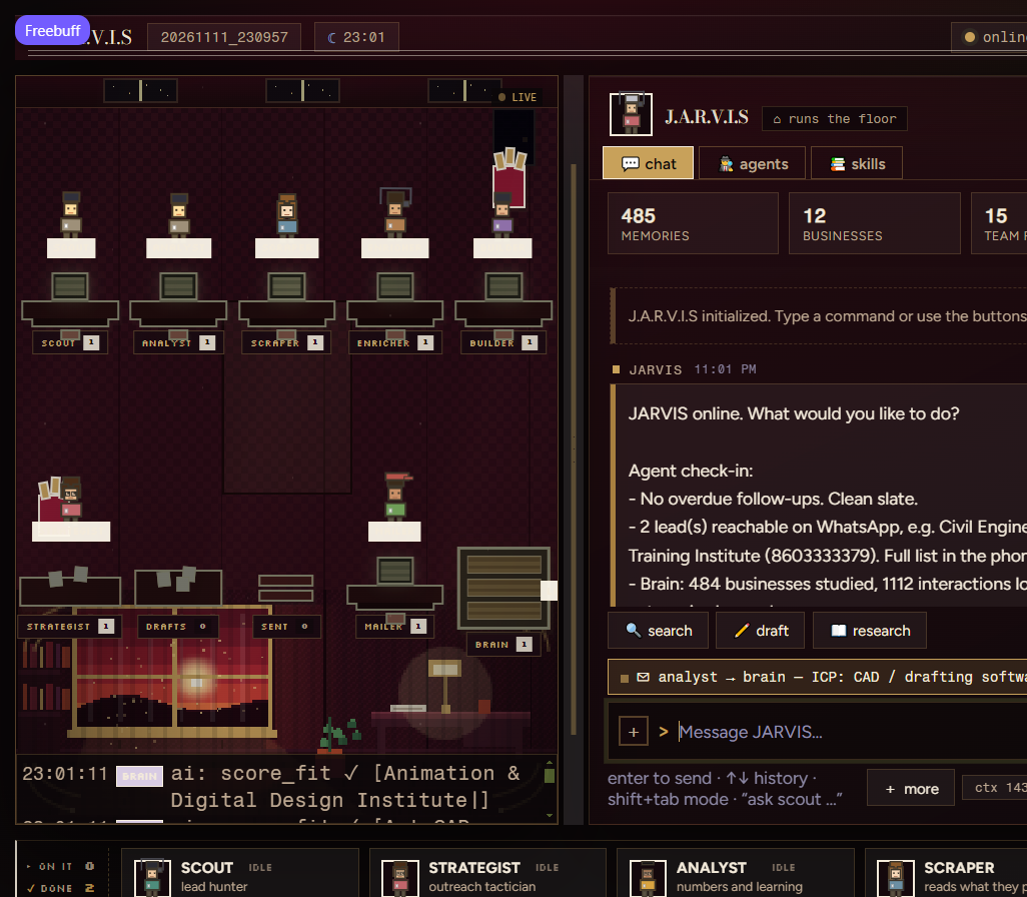 Freebuff
.V.I.S
20261111_230957
☾ 23:01
onlin
LIVE
SCOUT 1
ANALYST 1
SCRAPER 1
ENRICHER 1
BUILDER 1
STRATEGIST 1
DRAFTS 0
SENT 0
MAILER 1
BRAIN 1
23:01:11 BRAIN ai: score_fit ✓ [Animation &
Digital Design Institute|]
J.A.R.V.I.S
⌂ runs the floor
💬 chat
agents
skills
485
MEMORIES
12
BUSINESSES
15
TEAM
J.A.R.V.I.S initialized. Type a command or use the buttons
JARVIS 11:01 PM
JARVIS online. What would you like to do?
Agent check-in:
- No overdue follow-ups. Clean slate.
- 2 lead(s) reachable on WhatsApp, e.g. Civil Engine
Training Institute (8603333379). Full list in the phon
- Brain: 484 businesses studied, 1112 interactions lo
search
draft
research
analyst → brain — ICP: CAD / drafting softwa
+ > Message JARVIS...
enter to send · ↑↓ history ·
shift+tab mode · "ask scout ..."
+ more
ctx 143
ON IT 0
✓ DONE 2
SCOUT IDLE
lead hunter
STRATEGIST IDLE
outreach tactician
ANALYST IDLE
numbers and learning
SCRAPER
reads what they p